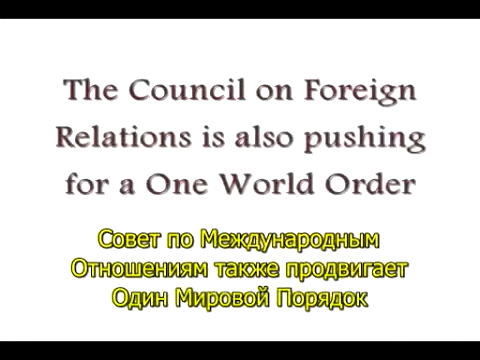 The Council on Foreign
Relations is also pushing
for a One World Order
Совет по Международным
Отношениям также продвигает
Один Мировой Порядок